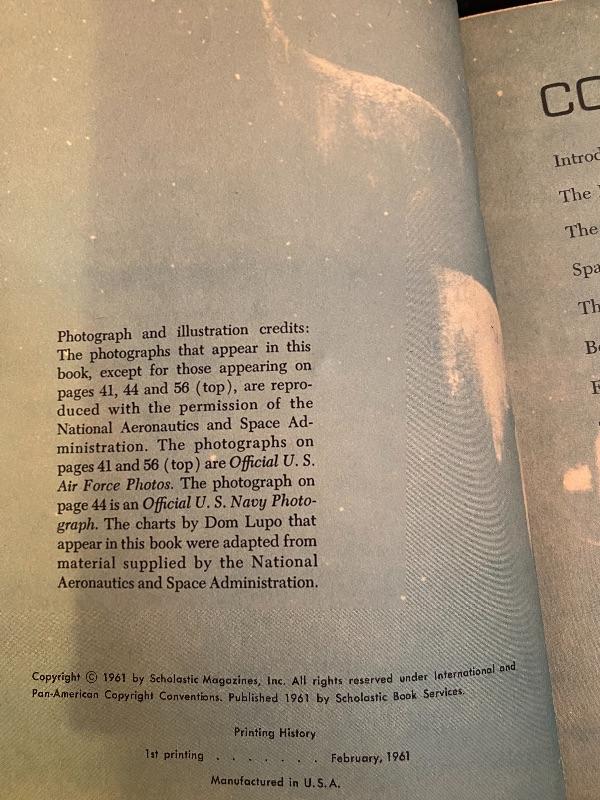 Photograph and illustration credits:
The photographs that appear in this
book, except for those appearing on
pages 41, 44 and 56 (top), are repro-
duced with the permission of the
National Aeronautics and Space Ad-
ministration. The photographs on
pages 41 and 56 (top) are Official U. S.
Air Force Photos. The photograph on
page 44 is an Official U. S. Navy Photo-
graph. The charts by Dom Lupo that
appear in this book were adapted from
material supplied by the National
Aeronautics and Space Administration.
Copyright © 1961 by Scholastic Magazines, Inc. All rights reserved under International and
Pan-American Copyright Conventions. Published 1961 by Scholastic Book Services.
Printing History
1st printing . . . . . . . February, 1961
Manufactured in U.S.A.
CO
Introd
The
The
Spa
Th